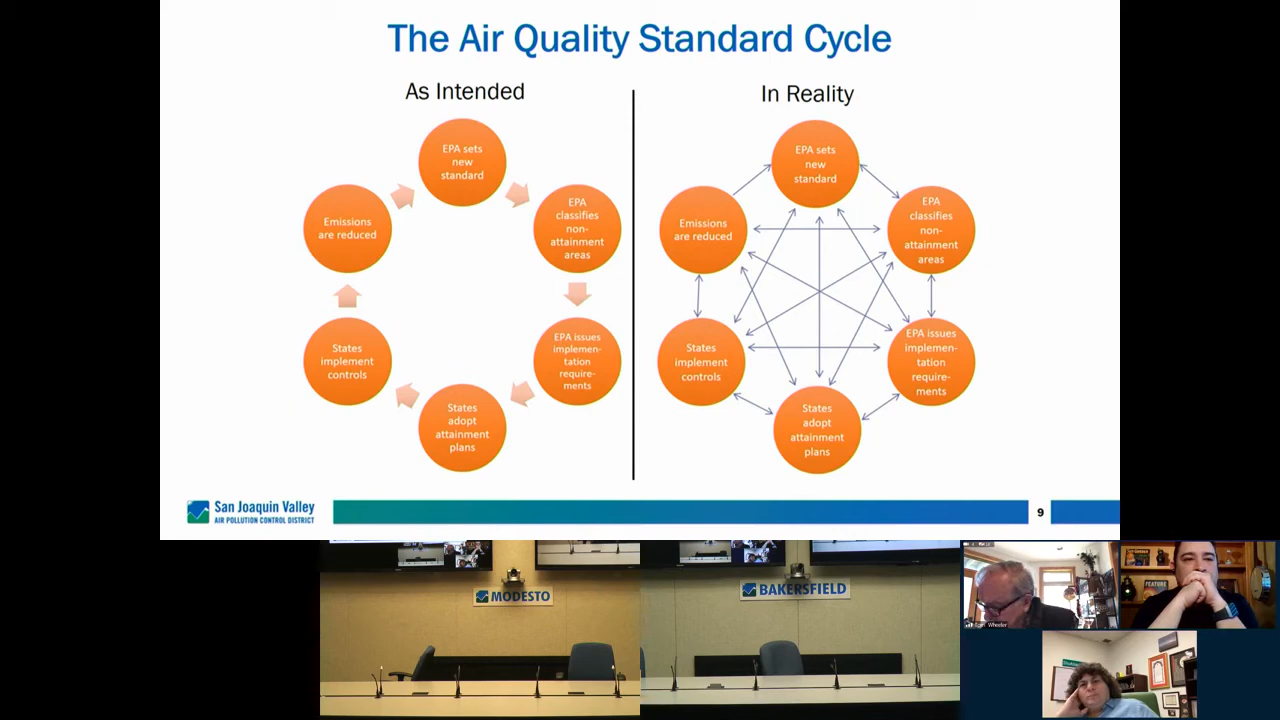 The Air Quality Standard Cycle
As Intended
EPA sets
new
standard
EPA
classifies
non-
attainment
areas
EPA issues
implemen-
tation
require-
ments
States
adopt
attainment
plans
States
implement
controls
Emissions
are reduced
In Reality
EPA sets
new
standard
EPA
classifies
non-
attainment
areas
EPA issues
implemen-
tation
require-
ments
States
adopt
attainment
plans
States
implement
controls
Emissions
are reduced
San Joaquin Valley
AIR POLLUTION CONTROL DISTRICT
9
MODESTO
BAKERSFIELD
Wheeler
FEATURE